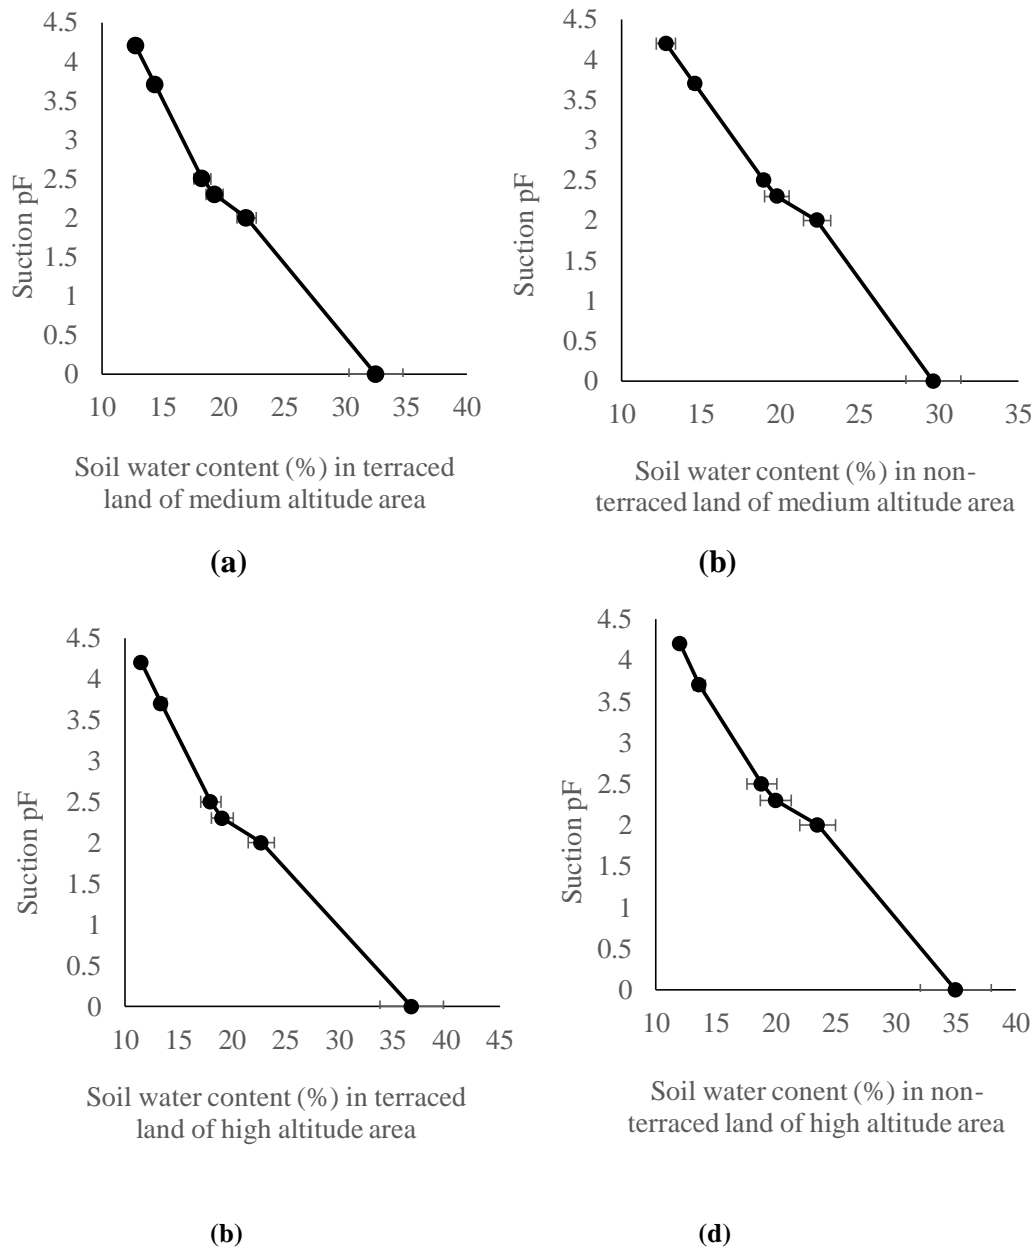 4.5
4
3.5
3
2.5
2
1.5
1
0.5
0
Suction pF
10 15 20 25 30 35 40
Soil water content (%) in terraced
land of medium altitude area
(a)
4.5
4
3.5
3
2.5
2
1.5
1
0.5
0
Suction pF
10 15 20 25 30 35
Soil water content (%) in non-
terraced land of medium altitude area
(b)
4.5
4
3.5
3
2.5
2
1.5
1
0.5
0
Suction pF
10 15 20 25 30 35 40 45
Soil water content (%) in terraced
land of high altitude area
(b)
4.5
4
3.5
3
2.5
2
1.5
1
0.5
0
Suction pF
10 15 20 25 30 35 40
Soil water conent (%) in non-
terraced land of high altitude area
(d)